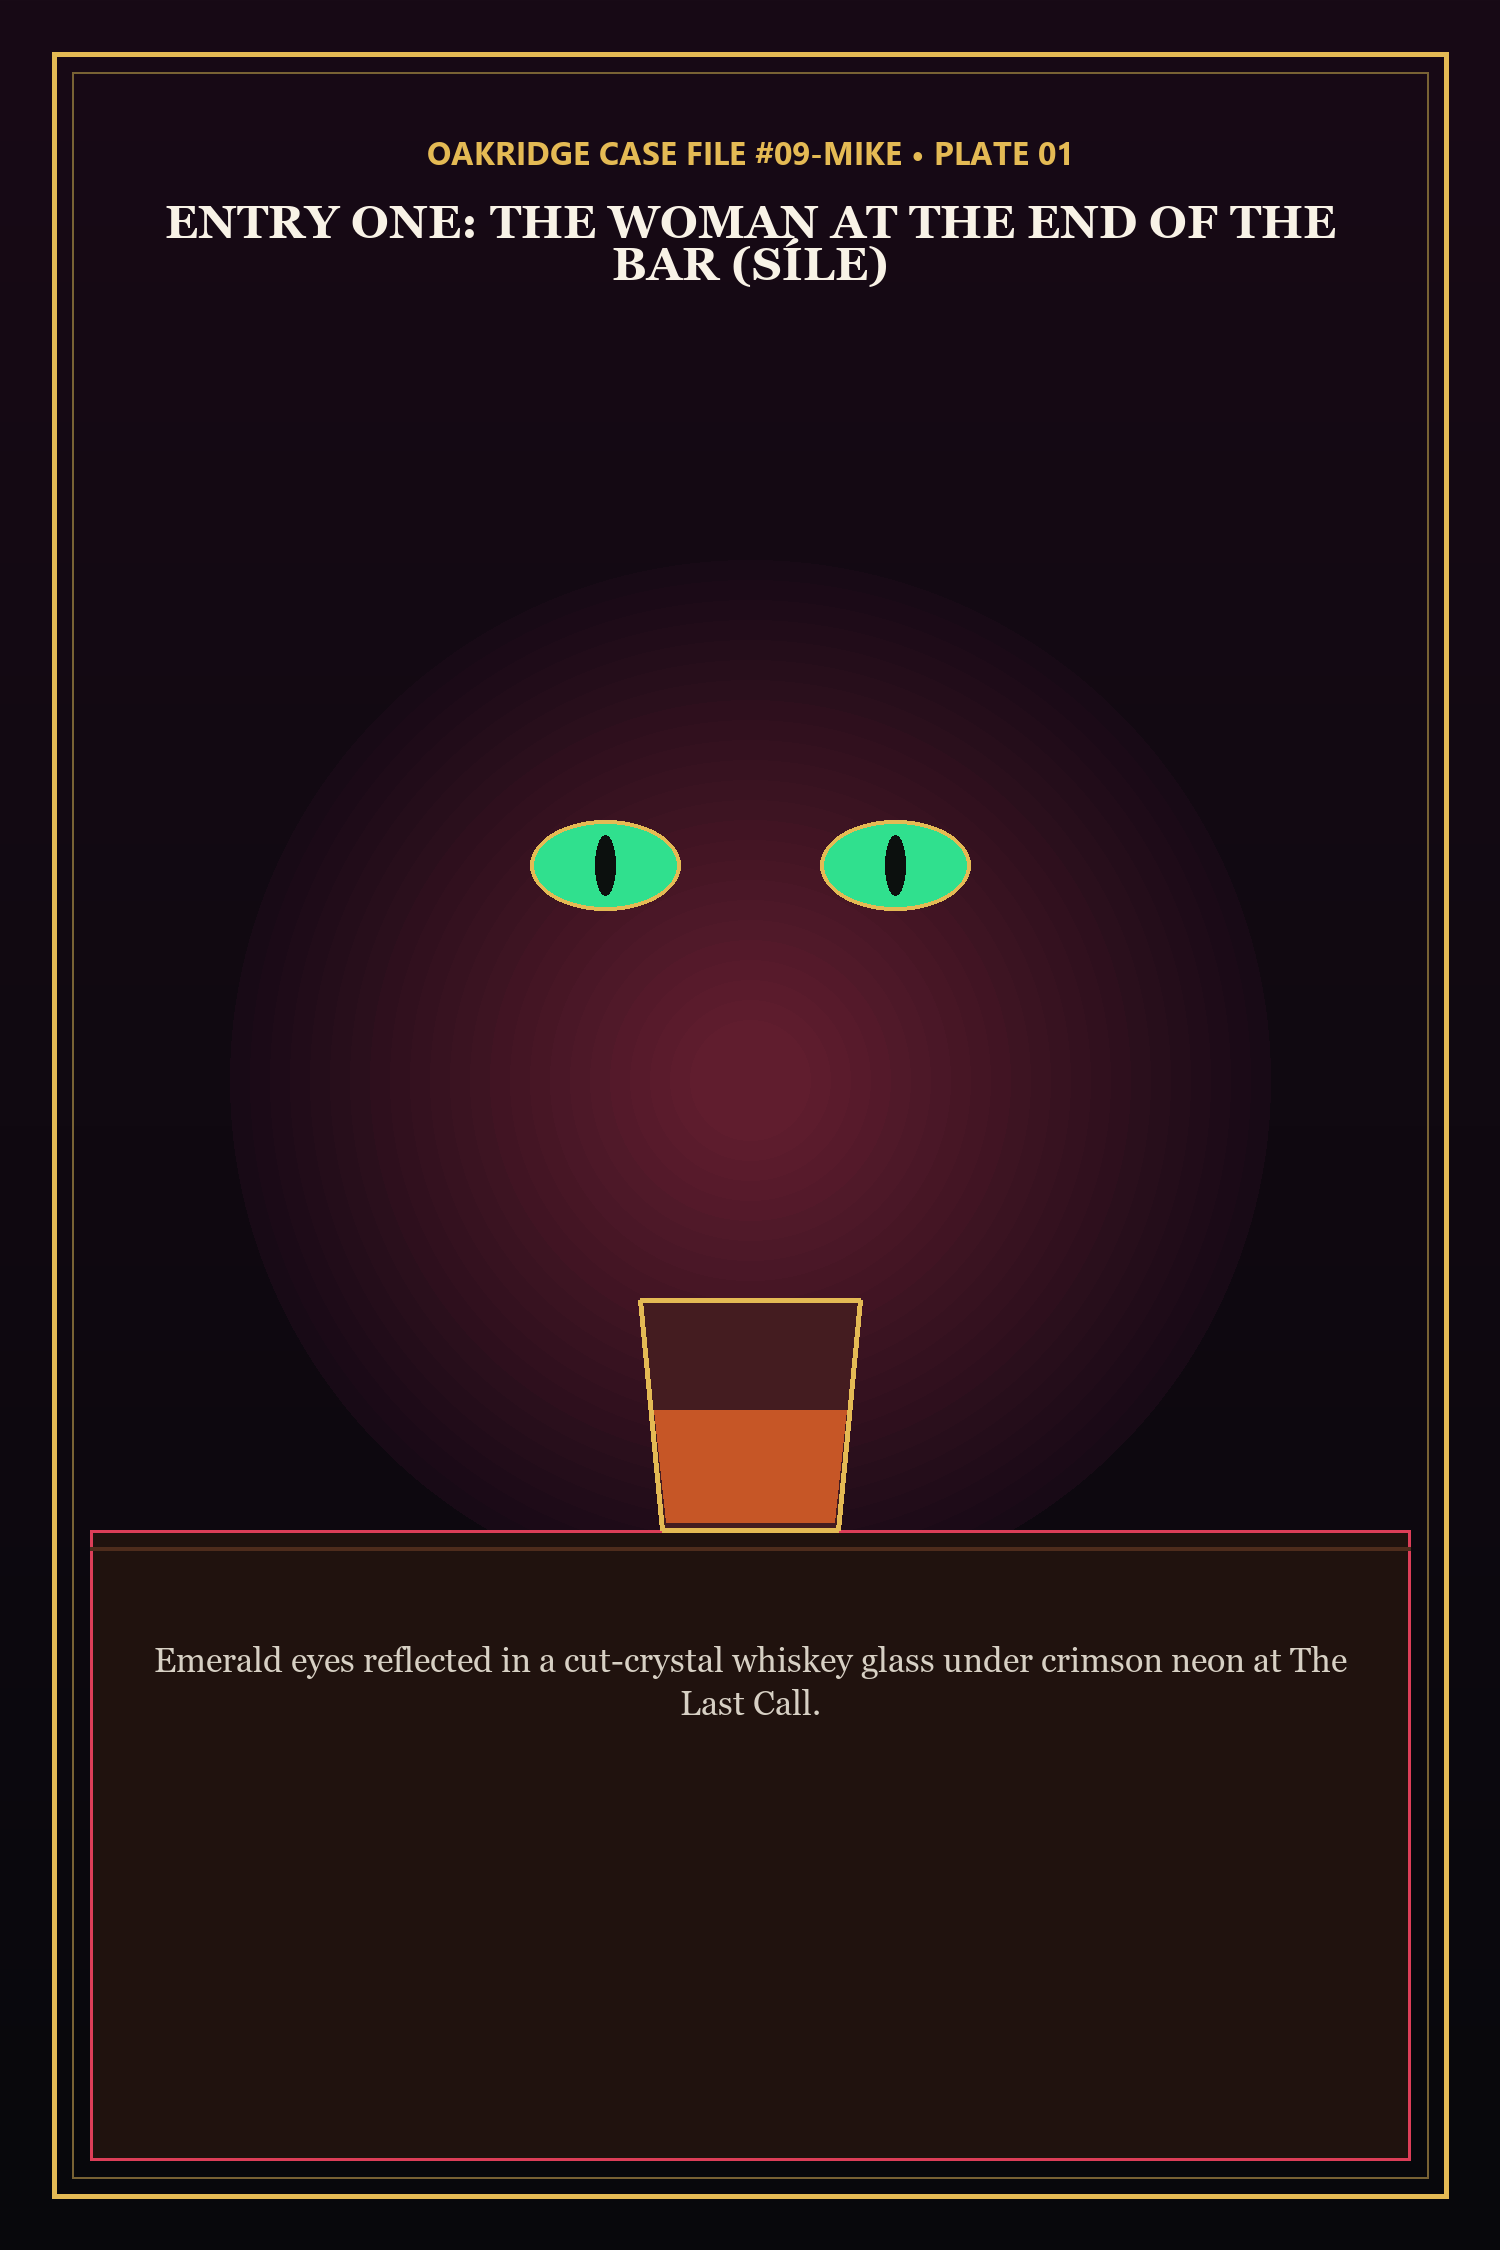 OAKRIDGE CASE FILE #09-MIKE • PLATE 01
ENTRY ONE: THE WOMAN AT THE END OF THE
BAR (SÍLE)
Emerald eyes reflected in a cut-crystal whiskey glass under crimson neon at The
Last Call.